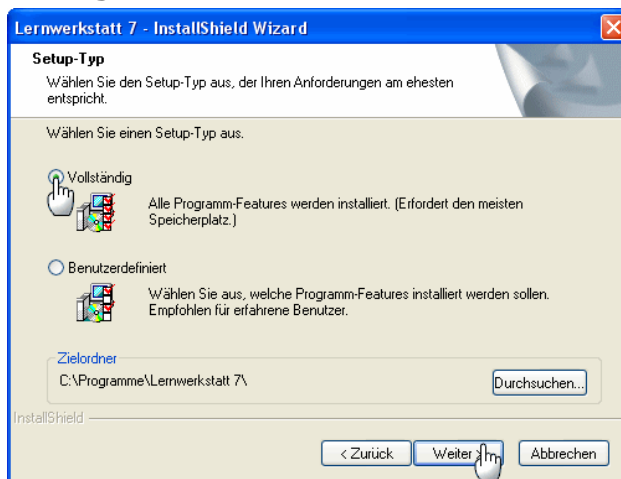 Lernwerkstatt 7 - InstallShield Wizard
Setup-Typ
Wählen Sie den Setup-Typ aus, der Ihren Anforderungen am ehesten
entspricht.
Wählen Sie einen Setup-Typ aus.
Vollständig
Alle Programm-Features werden installiert. (Erfordert den meisten
Speicherplatz.)
Benutzerdefiniert
Wählen Sie aus, welche Programm-Features installiert werden sollen.
Empfohlen für erfahrene Benutzer.
Zielordner
C:\Programme\Lernwerkstatt 7\
Durchsuchen...
InstallShield
< Zurück
Weiter >
Abbrechen